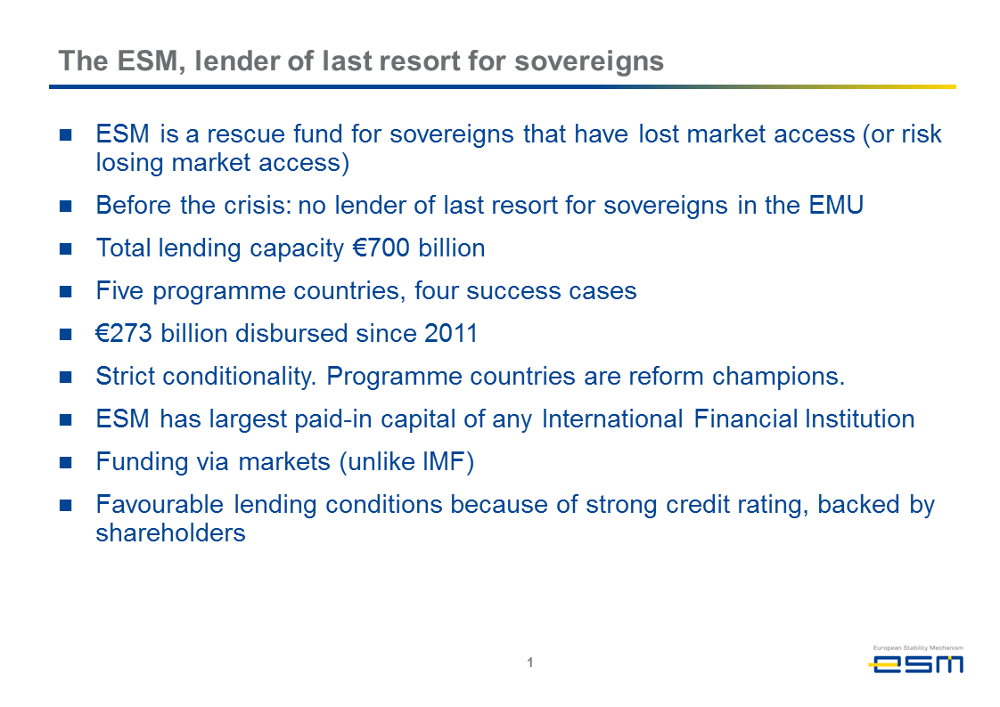 The ESM, lender of last resort for sovereigns
■ ESM is a rescue fund for sovereigns that have lost market access (or risk
losing market access)
■ Before the crisis: no lender of last resort for sovereigns in the EMU
■ Total lending capacity €700 billion
■ Five programme countries, four success cases
■ €273 billion disbursed since 2011
■ Strict conditionality. Programme countries are reform champions.
■ ESM has largest paid-in capital of any International Financial Institution
■ Funding via markets (unlike IMF)
■ Favourable lending conditions because of strong credit rating, backed by
shareholders
1
European Stability Mechanism
esm